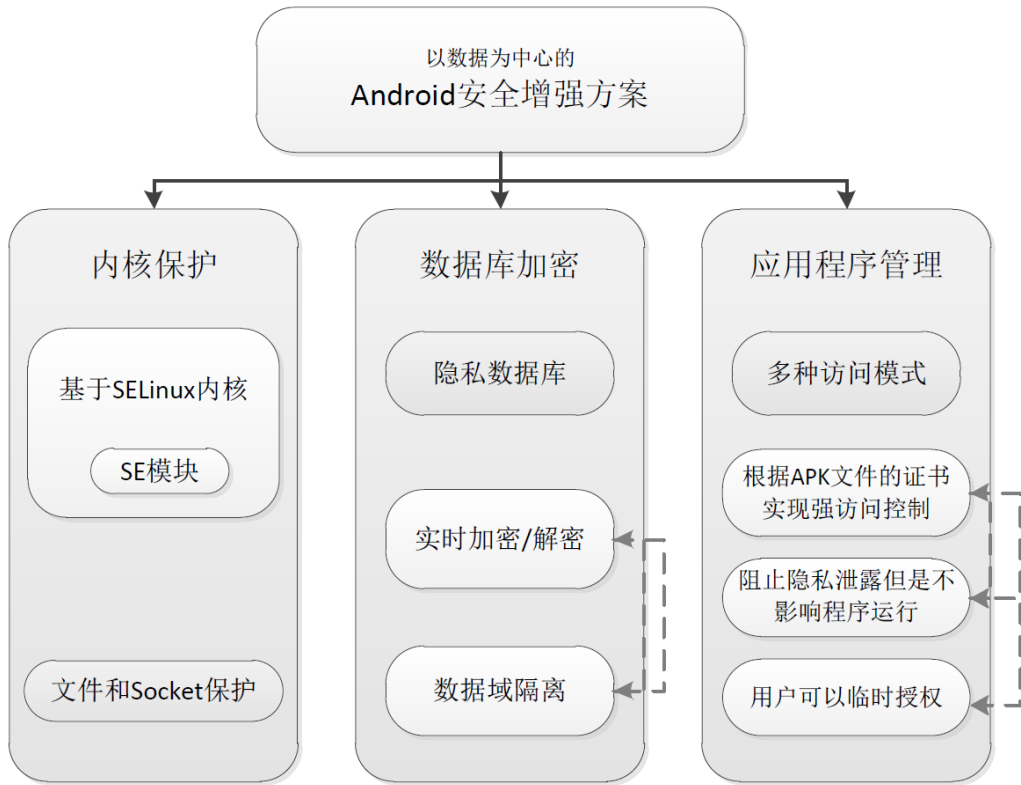 以数据为中心的
Android安全增强方案
内核保护
基于SELinux内核
SE模块
文件和Socket保护
数据库加密
隐私数据库
实时加密/解密
数据域隔离
应用程序管理
多种访问模式
根据APK文件的证书
实现强访问控制
阻止隐私泄露但是不
影响程序运行
用户可以临时授权